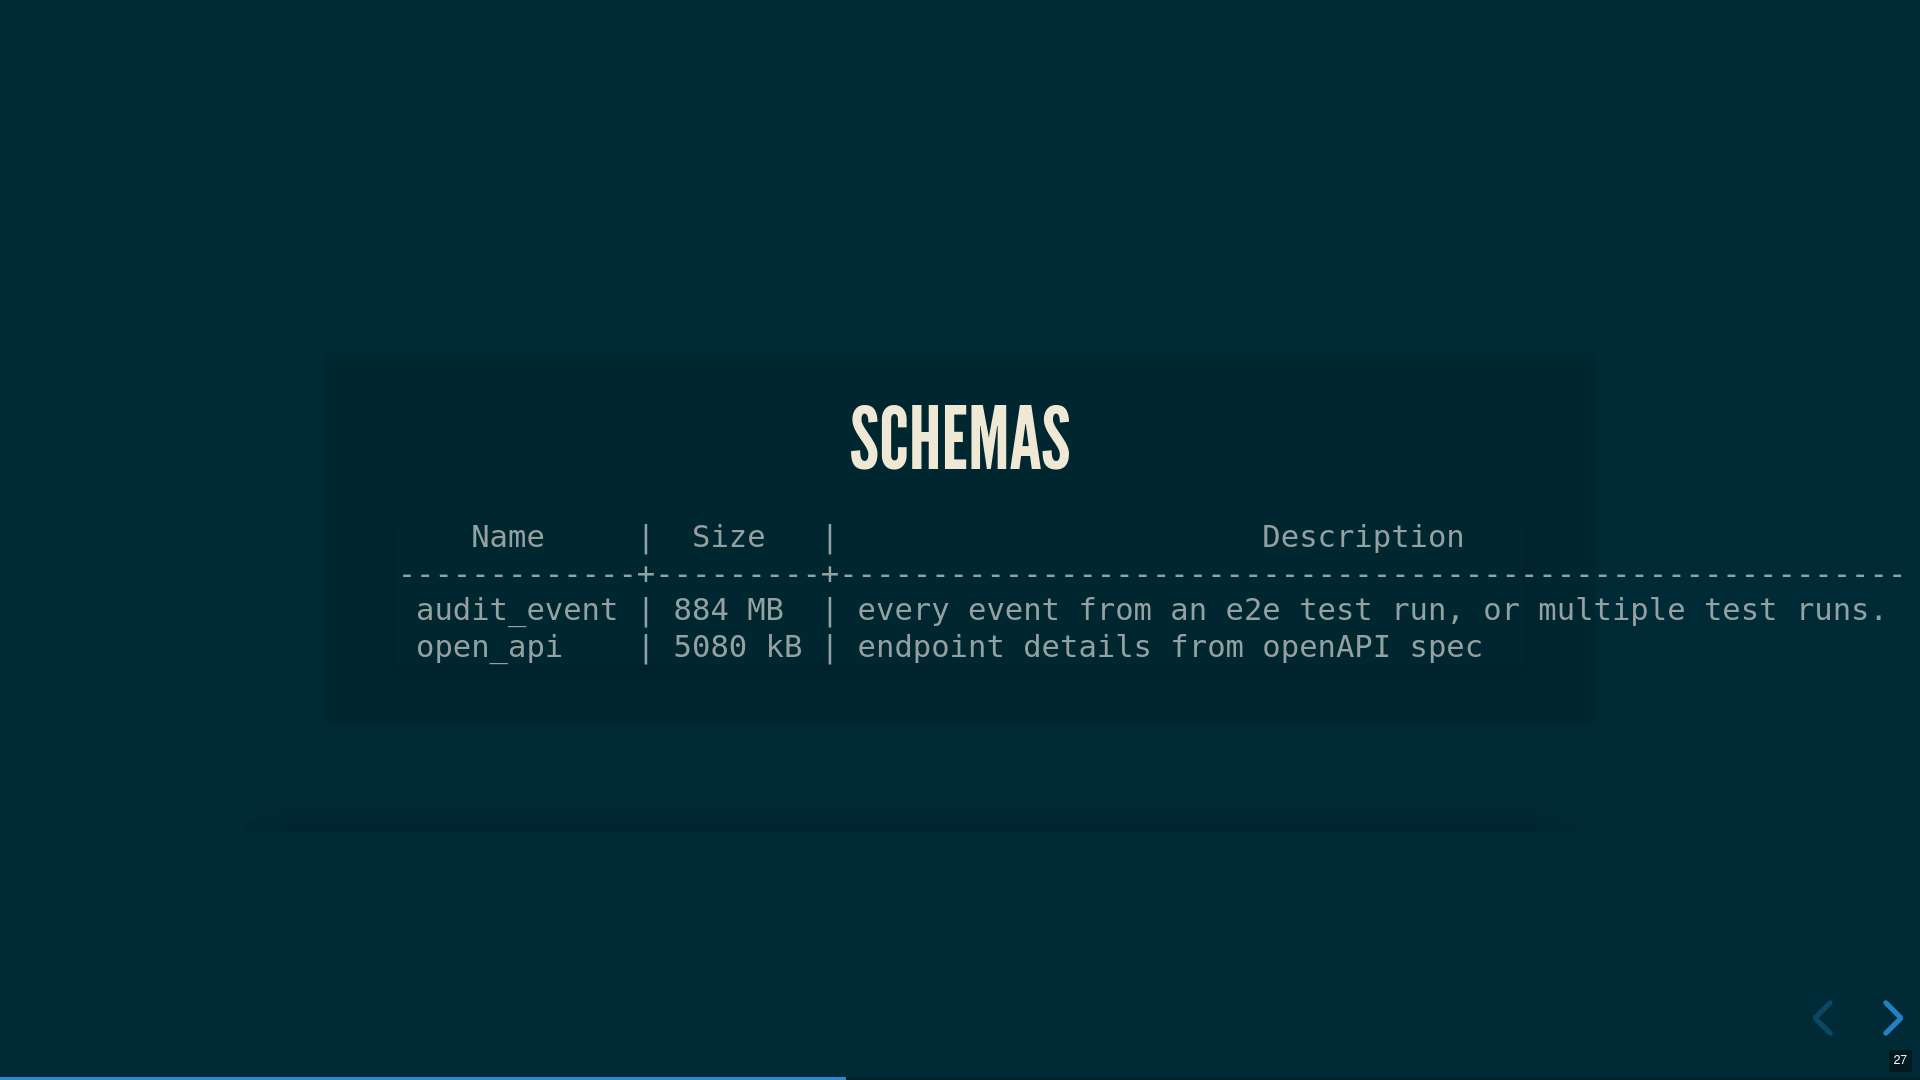 SCHEMAS
    Name     |  Size   |                       Description
-------------+---------+----------------------------------------------------------
 audit_event | 884 MB  | every event from an e2e test run, or multiple test runs.
 open_api    | 5080 kB | endpoint details from openAPI spec
27